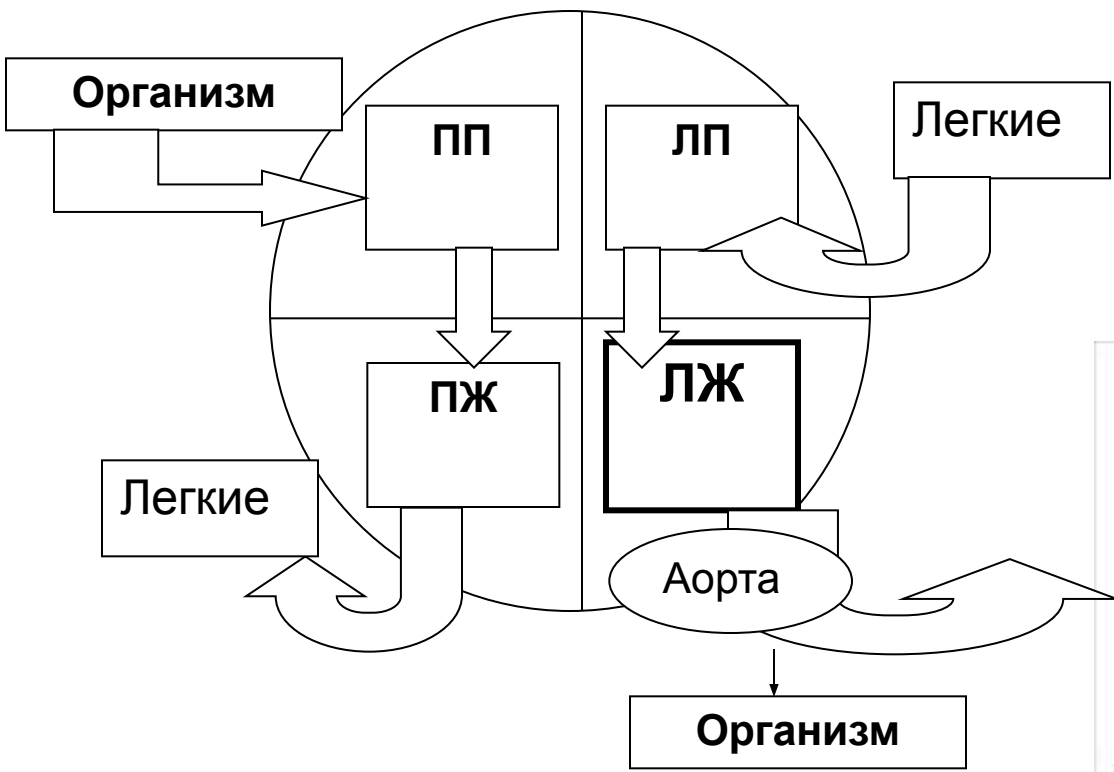 Организм
ПП
ЛП
Легкие
ПЖ
ЛЖ
Легкие
Аорта
Организм